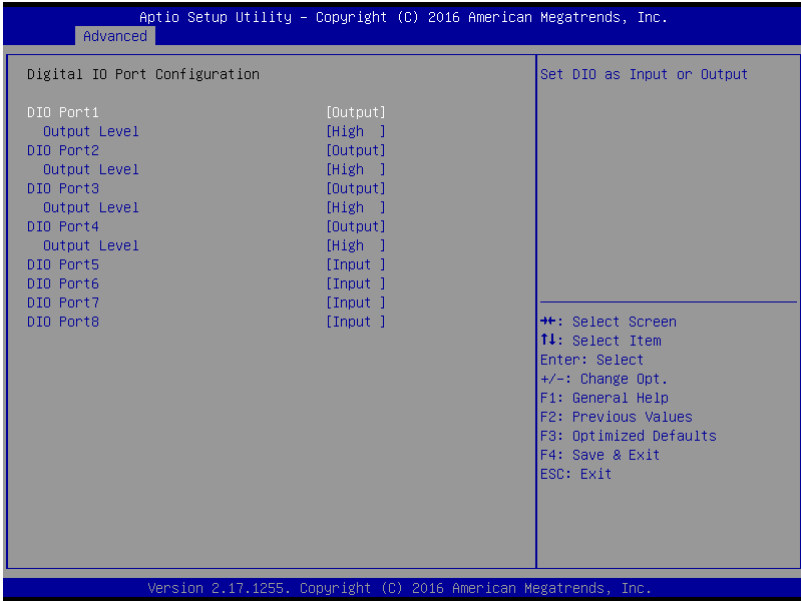 Aptio Setup Utility – Copyright (C) 2016 American Megatrends, Inc.
Advanced
Digital IO Port Configuration
DIO Port1 [Output]
Output Level [High ]
DIO Port2 [Output]
Output Level [High ]
DIO Port3 [Output]
Output Level [High ]
DIO Port4 [Output]
Output Level [High ]
DIO Port5 [Input ]
DIO Port6 [Input ]
DIO Port7 [Input ]
DIO Port8 [Input ]
Set DIO as Input or Output
→←: Select Screen
↑↓: Select Item
Enter: Select
+/-: Change Opt.
F1: General Help
F2: Previous Values
F3: Optimized Defaults
F4: Save & Exit
ESC: Exit
Version 2.17.1255. Copyright (C) 2016 American Megatrends, Inc.